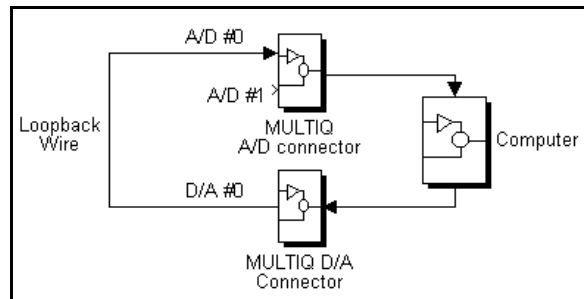 A/D #0
A/D #1
MULTIQ
A/D connector
Loopback
Wire
Computer
D/A #0
MULTIQ D/A
Connector